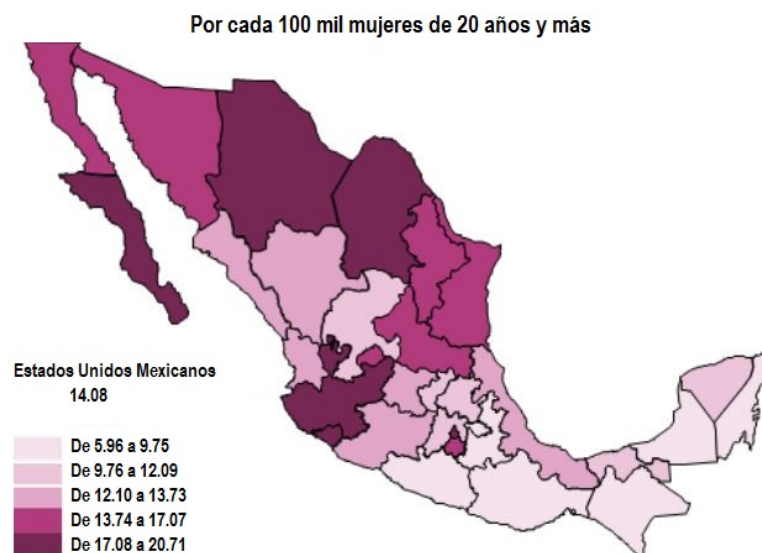 Por cada 100 mil mujeres de 20 años y más
Estados Unidos Mexicanos
14.08
De 5.96 a 9.75
De 9.76 a 12.09
De 12.10 a 13.73
De 13.74 a 17.07
De 17.08 a 20.71